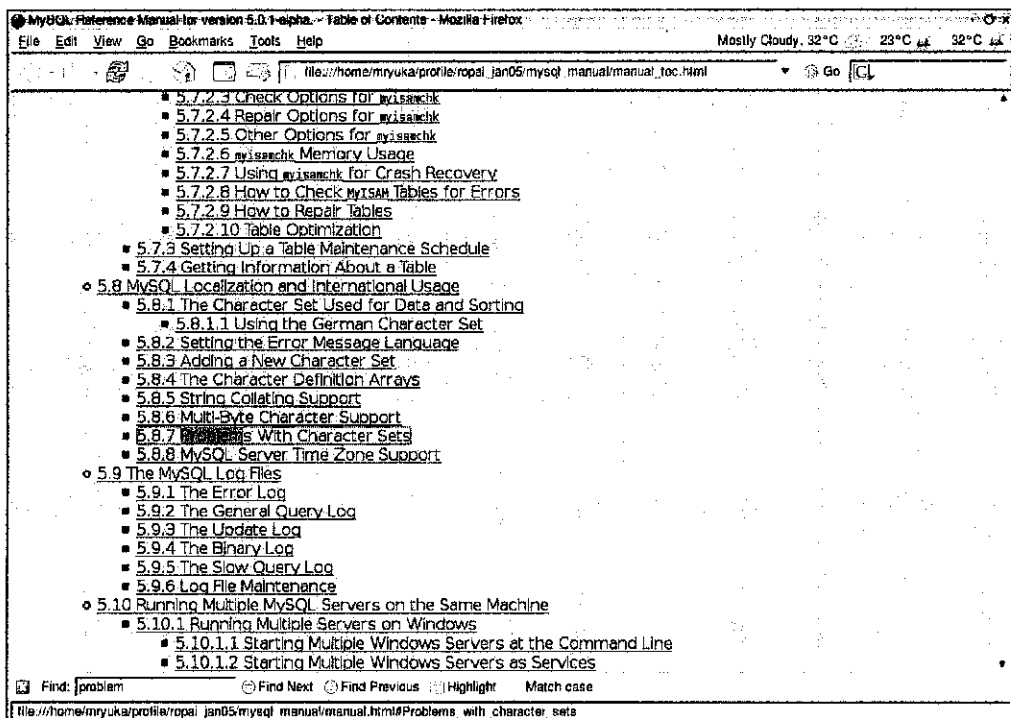 MySQL Reference Manual for version 5.0.1-alpha. - Table of Contents - Mozilla Firefox
File Edit View Go Bookmarks Tools Help Mostly Cloudy, 32°C 23°C 32°C
file:///home/mryuka/profile/ropai_jan05/mysql_manual/manual_toc.html Go
5.7.2.3 Check Options for myisamchk
5.7.2.4 Repair Options for myisamchk
5.7.2.5 Other Options for myisamchk
5.7.2.6 myisamchk Memory Usage
5.7.2.7 Using myisamchk for Crash Recovery
5.7.2.8 How to Check MyISAM Tables for Errors
5.7.2.9 How to Repair Tables
5.7.2.10 Table Optimization
5.7.3 Setting Up a Table Maintenance Schedule
5.7.4 Getting Information About a Table
5.8 MySQL Localization and International Usage
5.8.1 The Character Set Used for Data and Sorting
5.8.1.1 Using the German Character Set
5.8.2 Setting the Error Message Language
5.8.3 Adding a New Character Set
5.8.4 The Character Definition Arrays
5.8.5 String Collating Support
5.8.6 Multi-Byte Character Support
5.8.7 Problems With Character Sets
5.8.8 MySQL Server Time Zone Support
5.9 The MySQL Log Files
5.9.1 The Error Log
5.9.2 The General Query Log
5.9.3 The Update Log
5.9.4 The Binary Log
5.9.5 The Slow Query Log
5.9.6 Log File Maintenance
5.10 Running Multiple MySQL Servers on the Same Machine
5.10.1 Running Multiple Servers on Windows
5.10.1.1 Starting Multiple Windows Servers at the Command Line
5.10.1.2 Starting Multiple Windows Servers as Services
Find: problem Find Next Find Previous Highlight Match case
file:///home/mryuka/profile/ropai_jan05/mysql_manual/manual.html#Problems_with_character_sets